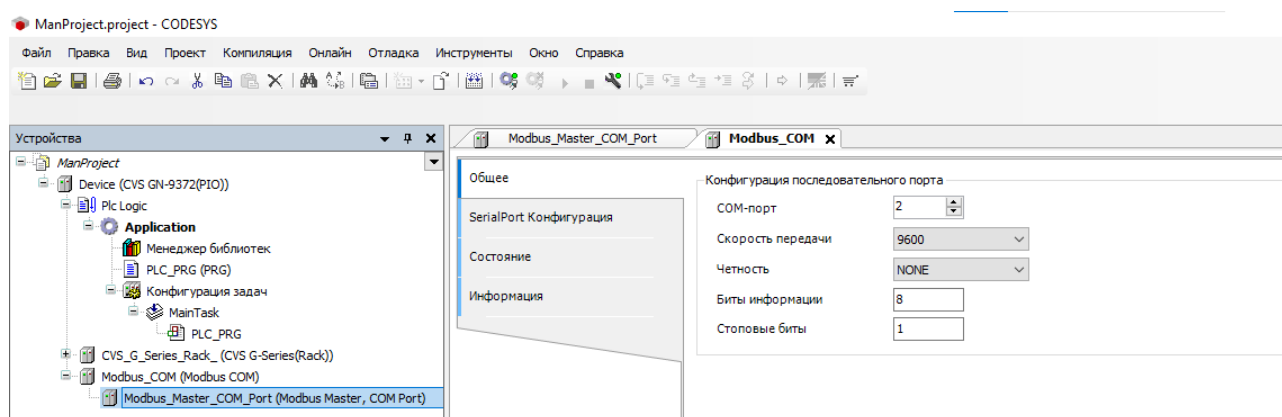 ManProject.project - CODESYS
Файл Правка Вид Проект Компиляция Онлайн Отладка Инструменты Окно Справка
Устройства
ManProject
Device (CVS GN-9372(PIO))
Plc Logic
Application
Менеджер библиотек
PLC_PRG (PRG)
Конфигурация задач
MainTask
PLC_PRG
CVS_G_Series_Rack_ (CVS G-Series(Rack))
Modbus_COM (Modbus COM)
Modbus_Master_COM_Port (Modbus Master, COM Port)
Modbus_Master_COM_Port Modbus_COM
Общее
SerialPort Конфигурация
Состояние
Информация
Конфигурация последовательного порта
COM-порт 2
Скорость передачи 9600
Четность NONE
Биты информации 8
Стоповые биты 1